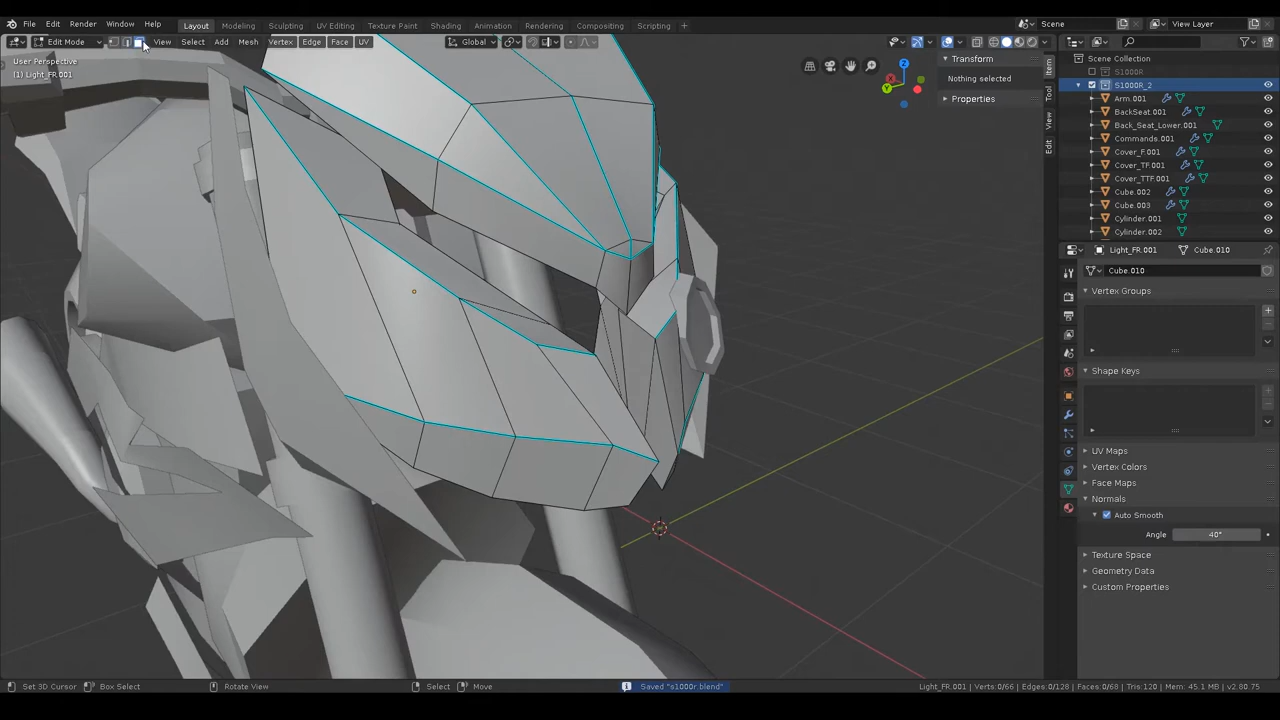 File Edit Render Window Help
Layout Modeling Sculpting UV Editing Texture Paint Shading Animation Rendering Compositing Scripting +
Scene
View Layer
Edit Mode View Select Add Mesh Vertex Edge Face UV
Global
User Perspective
(1) Light_FR.001
Z
X
Y
Transform
Nothing selected
Properties
Item
Tool
View
Edit
Scene Collection
S1000R
S1000R_2
Arm.001
BackSeat.001
Back_Seat_Lower.001
Commands.001
Cover_F.001
Cover_TF.001
Cover_TTF.001
Cube.002
Cube.003
Cylinder.001
Cylinder.002
Light_FR.001 Cube.010
Cube.010
Vertex Groups
Shape Keys
UV Maps
Vertex Colors
Face Maps
Normals
Auto Smooth
Angle 40°
Texture Space
Geometry Data
Custom Properties
Set 3D Cursor Box Select Rotate View Select Move Saved "s1000r.blend" Light_FR.001 | Verts:0/66 | Edges:0/128 | Faces:0/68 | Tris:120 | Mem: 45.1 MB | v2.80.75